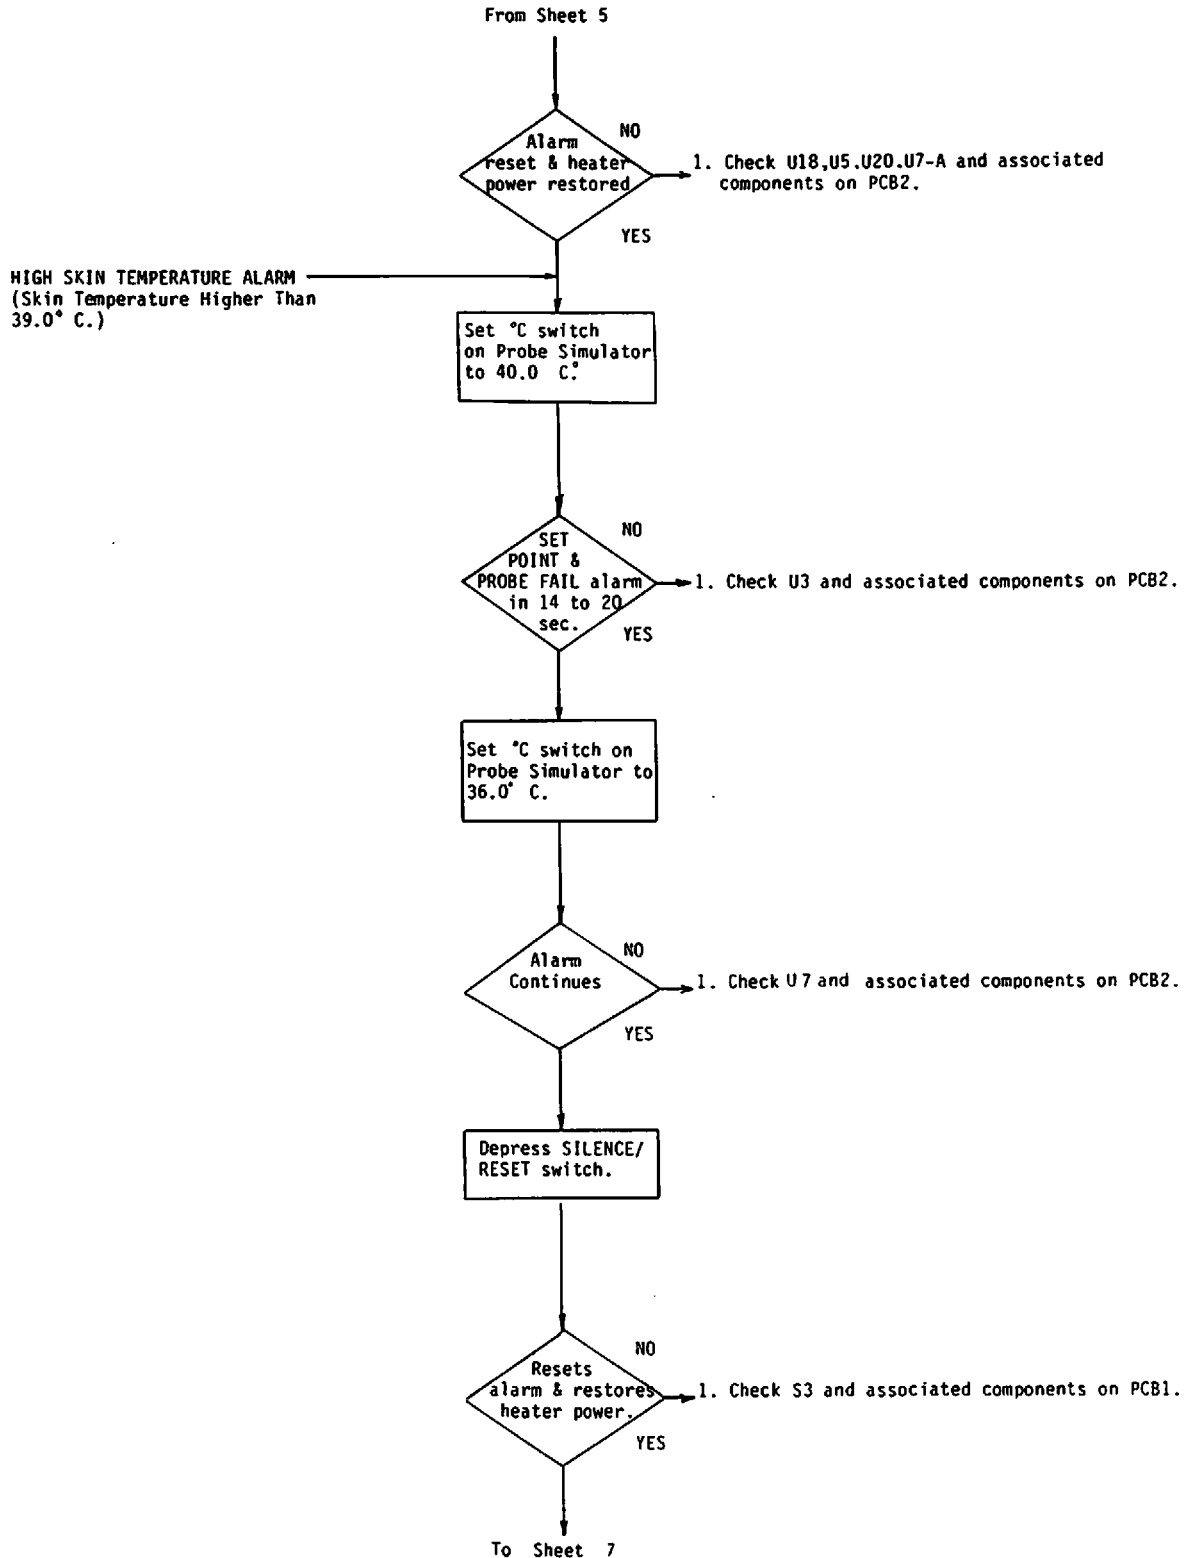 From Sheet 5
NO
Alarm
reset & heater
power restored
1. Check U18,U5.U20.U7-A and associated
components on PCB2.
YES
HIGH SKIN TEMPERATURE ALARM
(Skin Temperature Higher Than
39.0° C.)
Set °C switch
on Probe Simulator
to 40.0 C.°
NO
SET
POINT &
PROBE FAIL alarm
in 14 to 20
sec.
1. Check U3 and associated components on PCB2.
YES
Set °C switch on
Probe Simulator to
36.0° C.
NO
Alarm
Continues
1. Check U7 and associated components on PCB2.
YES
Depress SILENCE/
RESET switch.
NO
Resets
alarm & restores
heater power.
1. Check S3 and associated components on PCB1.
YES
To Sheet 7